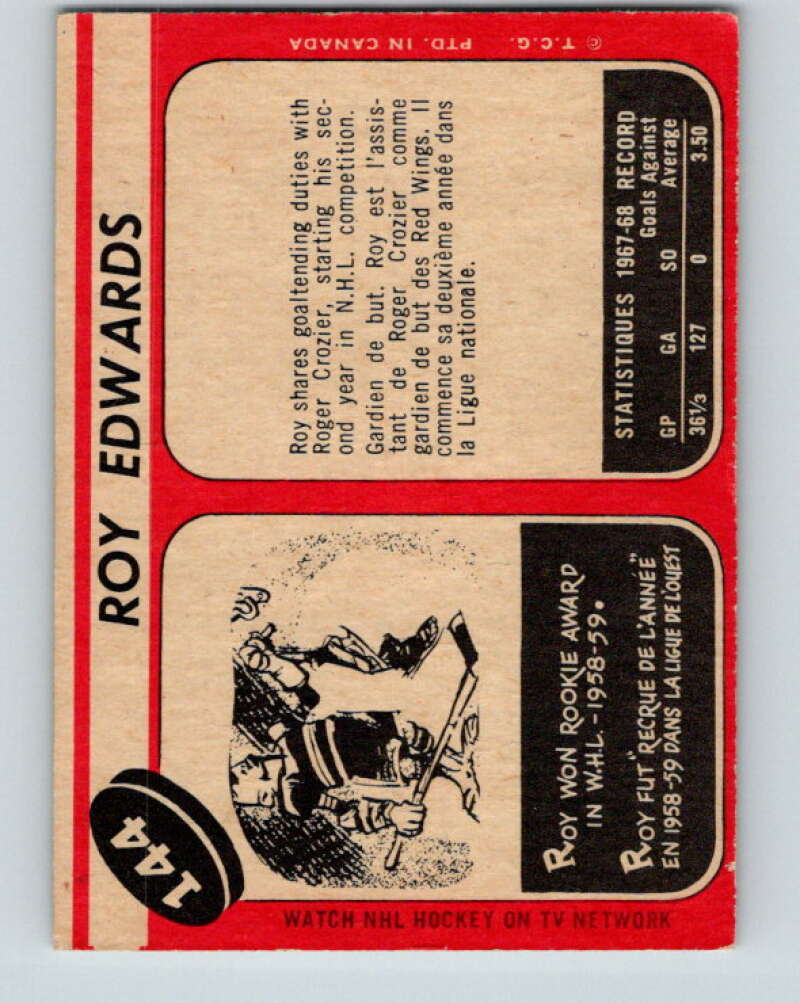 144
ROY EDWARDS
ROY WON ROOKIE AWARD
IN W.H.L. - 1958-59.
ROY FUT "RECRUE DE L'ANNÉE"
EN 1958-59 DANS LA LIGUE DE L'OUEST
WATCH NHL HOCKEY ON TV NETWORK
Roy shares goaltending duties with
Roger Crozier, starting his sec-
ond year in N.H.L. competition.
Gardien de but. Roy est l'assis-
tant de Roger Crozier comme
gardien de but des Red Wings. Il
commence sa deuxième année dans
la Ligue nationale.
STATISTIQUES 1967-68 RECORD
Goals Against
GP GA SO Average
36⅓ 127 0 3.50
© T.C.G. PTD. IN CANADA